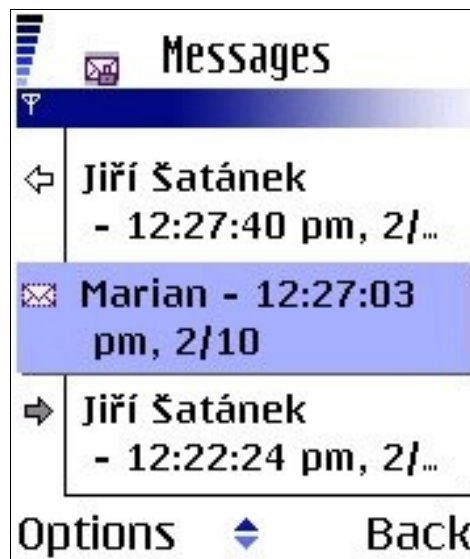 Messages
Jiří Šatánek
- 12:27:40 pm, 2/…
Marian - 12:27:03
pm, 2/10
Jiří Šatánek
- 12:22:24 pm, 2/…
Options Back